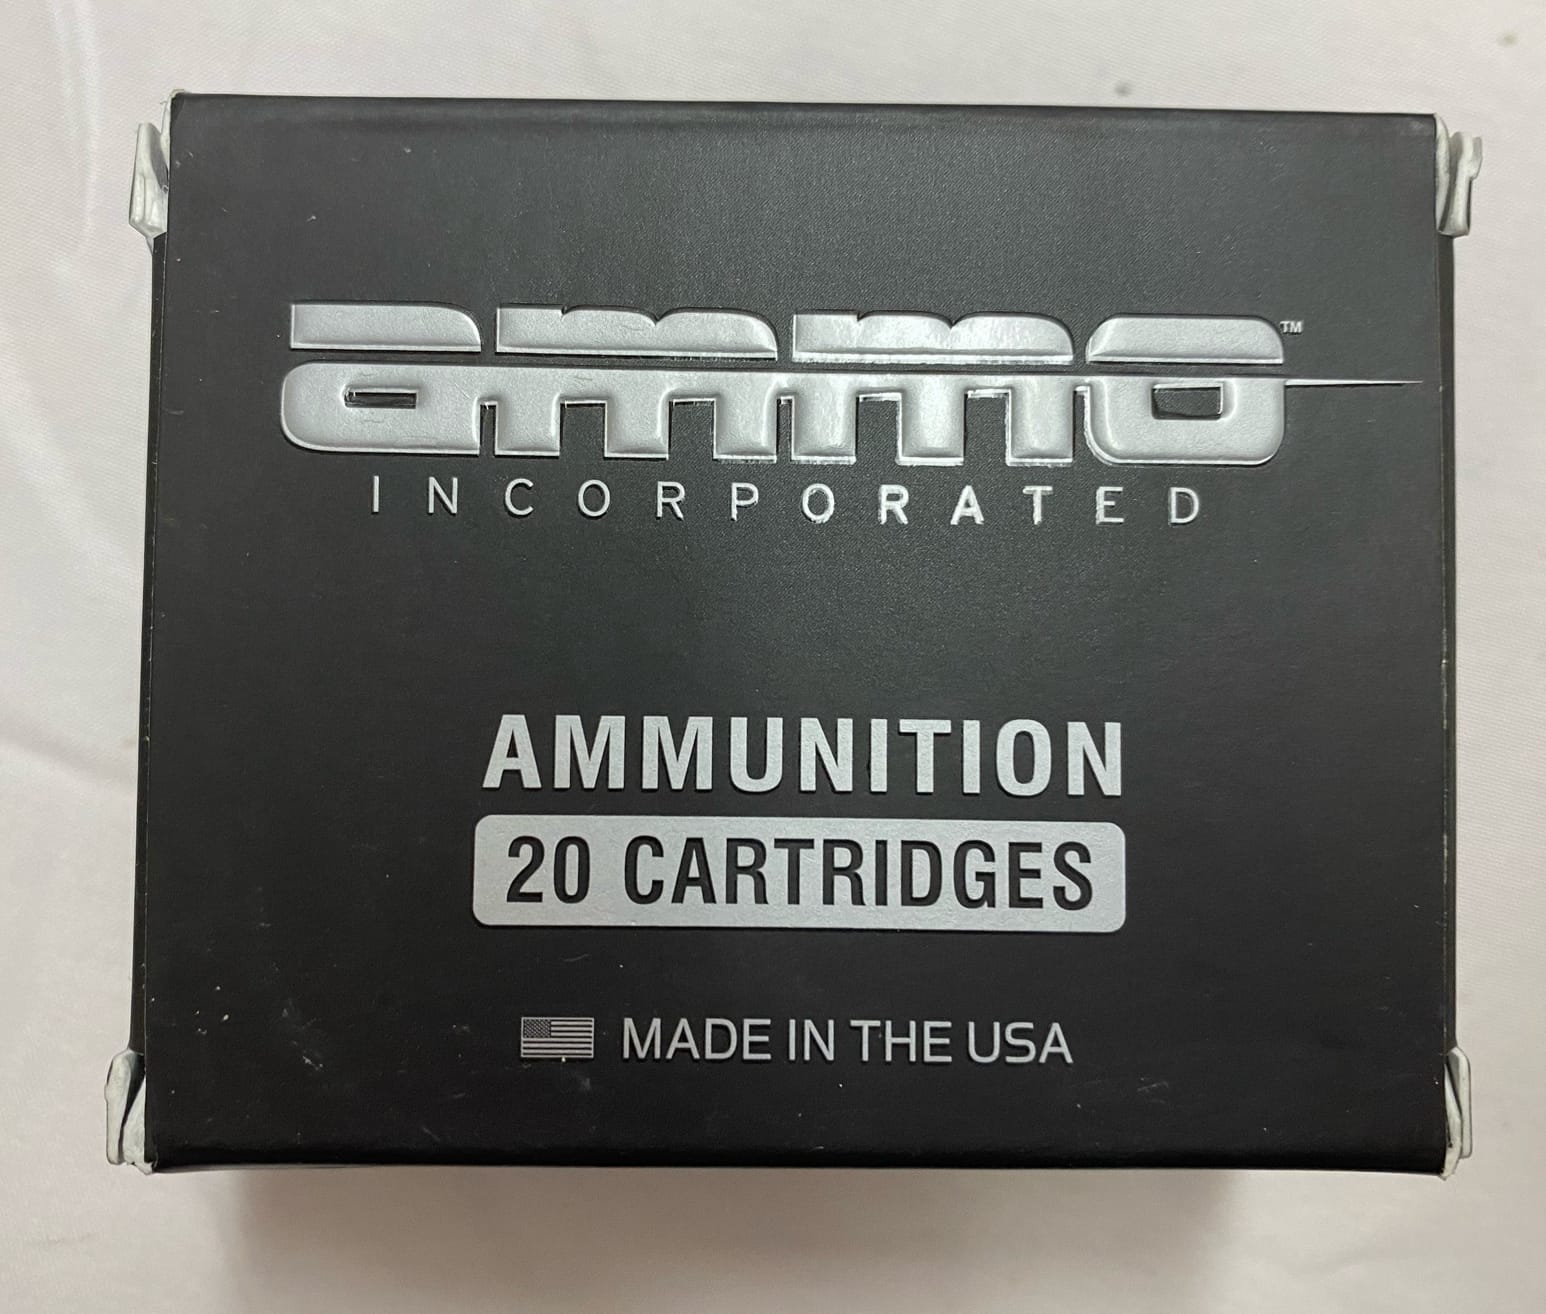 ammo™
INCORPORATED
AMMUNITION
20 CARTRIDGES
MADE IN THE USA